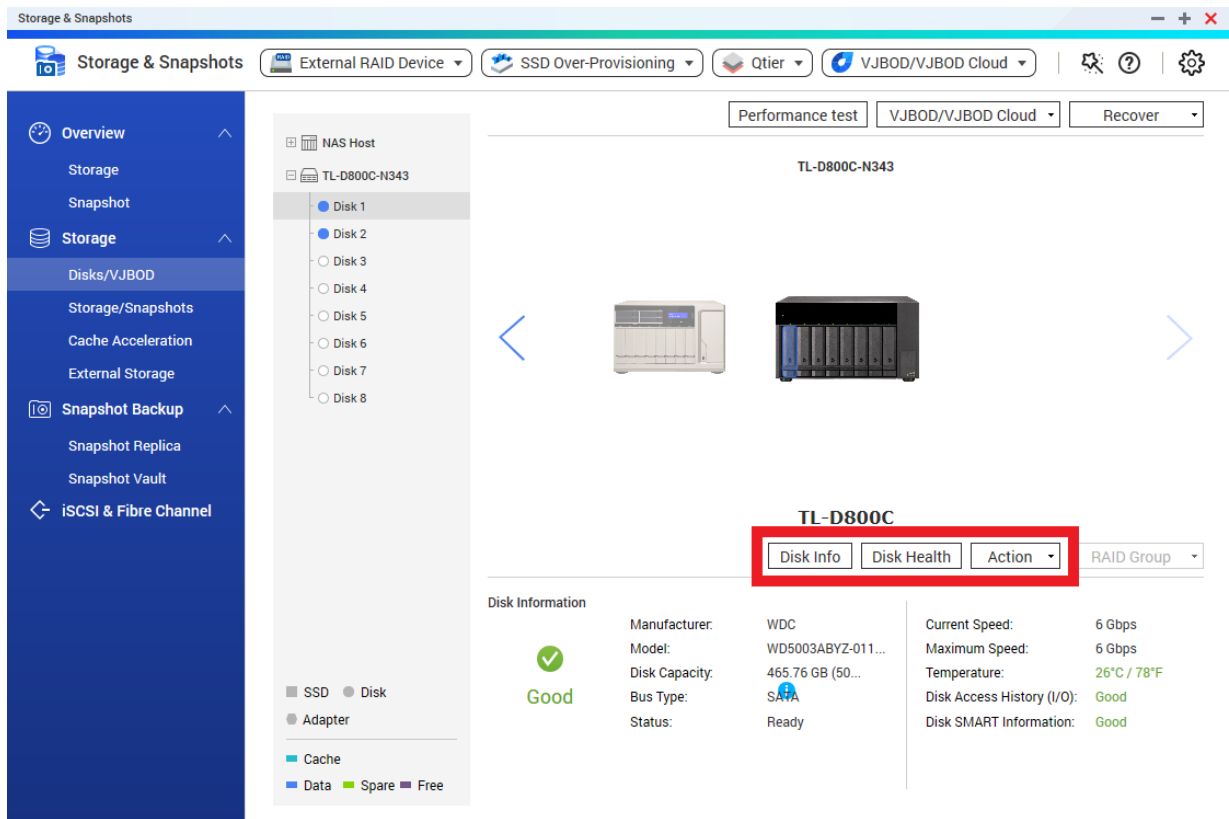 Storage & Snapshots
Storage & Snapshots
External RAID Device
SSD Over-Provisioning
Qtier
VJBOD/VJBOD Cloud
Overview
Storage
Snapshot
Storage
Disks/VJBOD
Storage/Snapshots
Cache Acceleration
External Storage
Snapshot Backup
Snapshot Replica
Snapshot Vault
iSCSI & Fibre Channel
NAS Host
TL-D800C-N343
Disk 1
Disk 2
Disk 3
Disk 4
Disk 5
Disk 6
Disk 7
Disk 8
SSD Disk
Adapter
Cache
Data Spare Free
Performance test VJBOD/VJBOD Cloud Recover
TL-D800C-N343
TL-D800C
Disk Info Disk Health Action RAID Group
Disk Information
Good
Manufacturer: WDC
Model: WD5003ABYZ-011...
Disk Capacity: 465.76 GB (50...
Bus Type: SATA
Status: Ready
Current Speed: 6 Gbps
Maximum Speed: 6 Gbps
Temperature: 26°C / 78°F
Disk Access History (I/O): Good
Disk SMART Information: Good